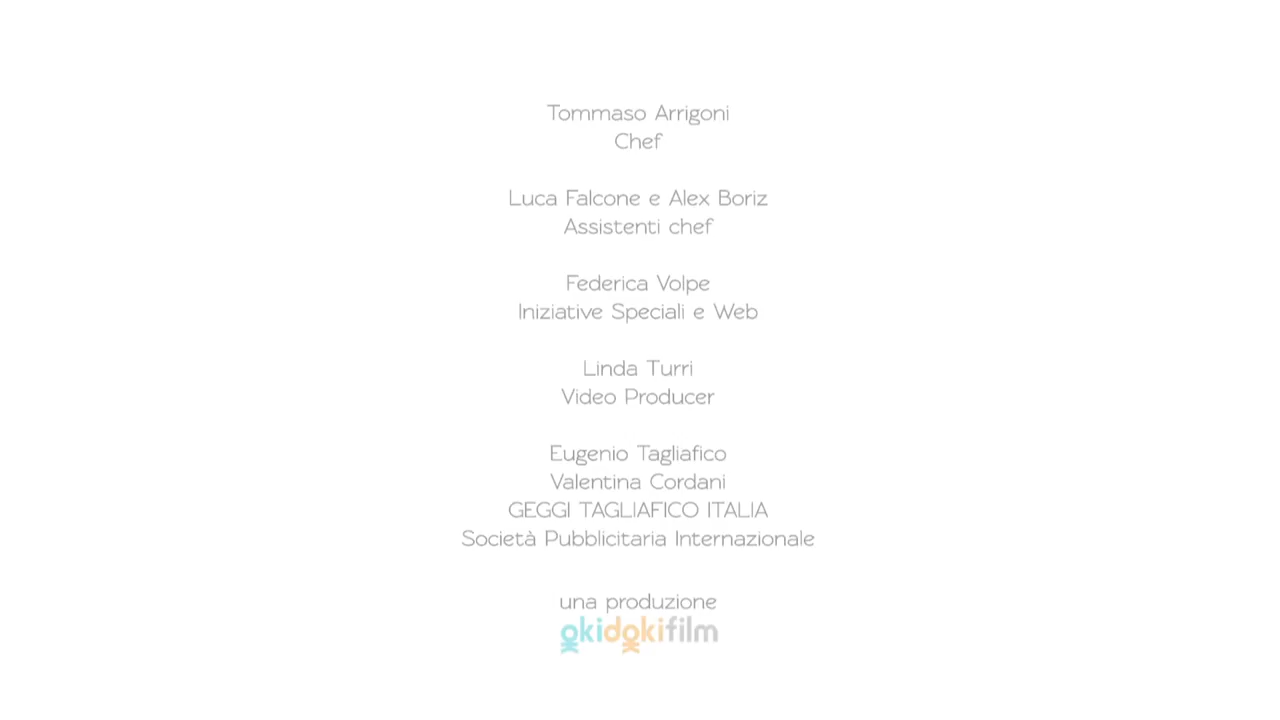 Tommaso Arrigoni
Chef
Luca Falcone e Alex Boriz
Assistenti chef
Federica Volpe
Iniziative Speciali e Web
Linda Turri
Video Producer
Eugenio Tagliafico
Valentina Cordani
GEGGI TAGLIAFICO ITALIA
Società Pubblicitaria Internazionale
una produzione
okidokifilm